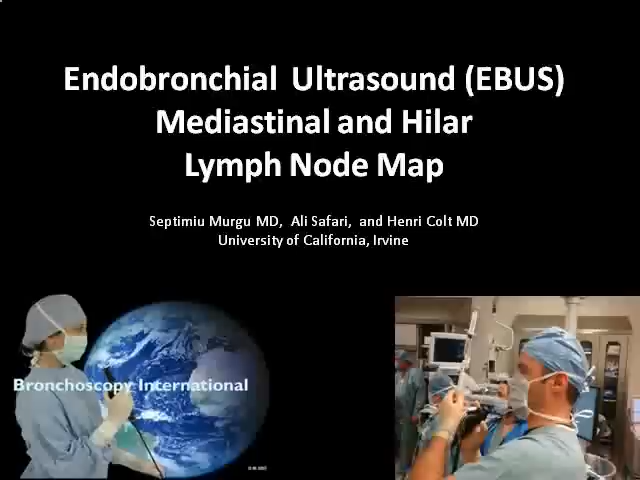 Endobronchial Ultrasound (EBUS)
Mediastinal and Hilar
Lymph Node Map
Septimiu Murgu MD, Ali Safari, and Henri Colt MD
University of California, Irvine
Bronchoscopy International